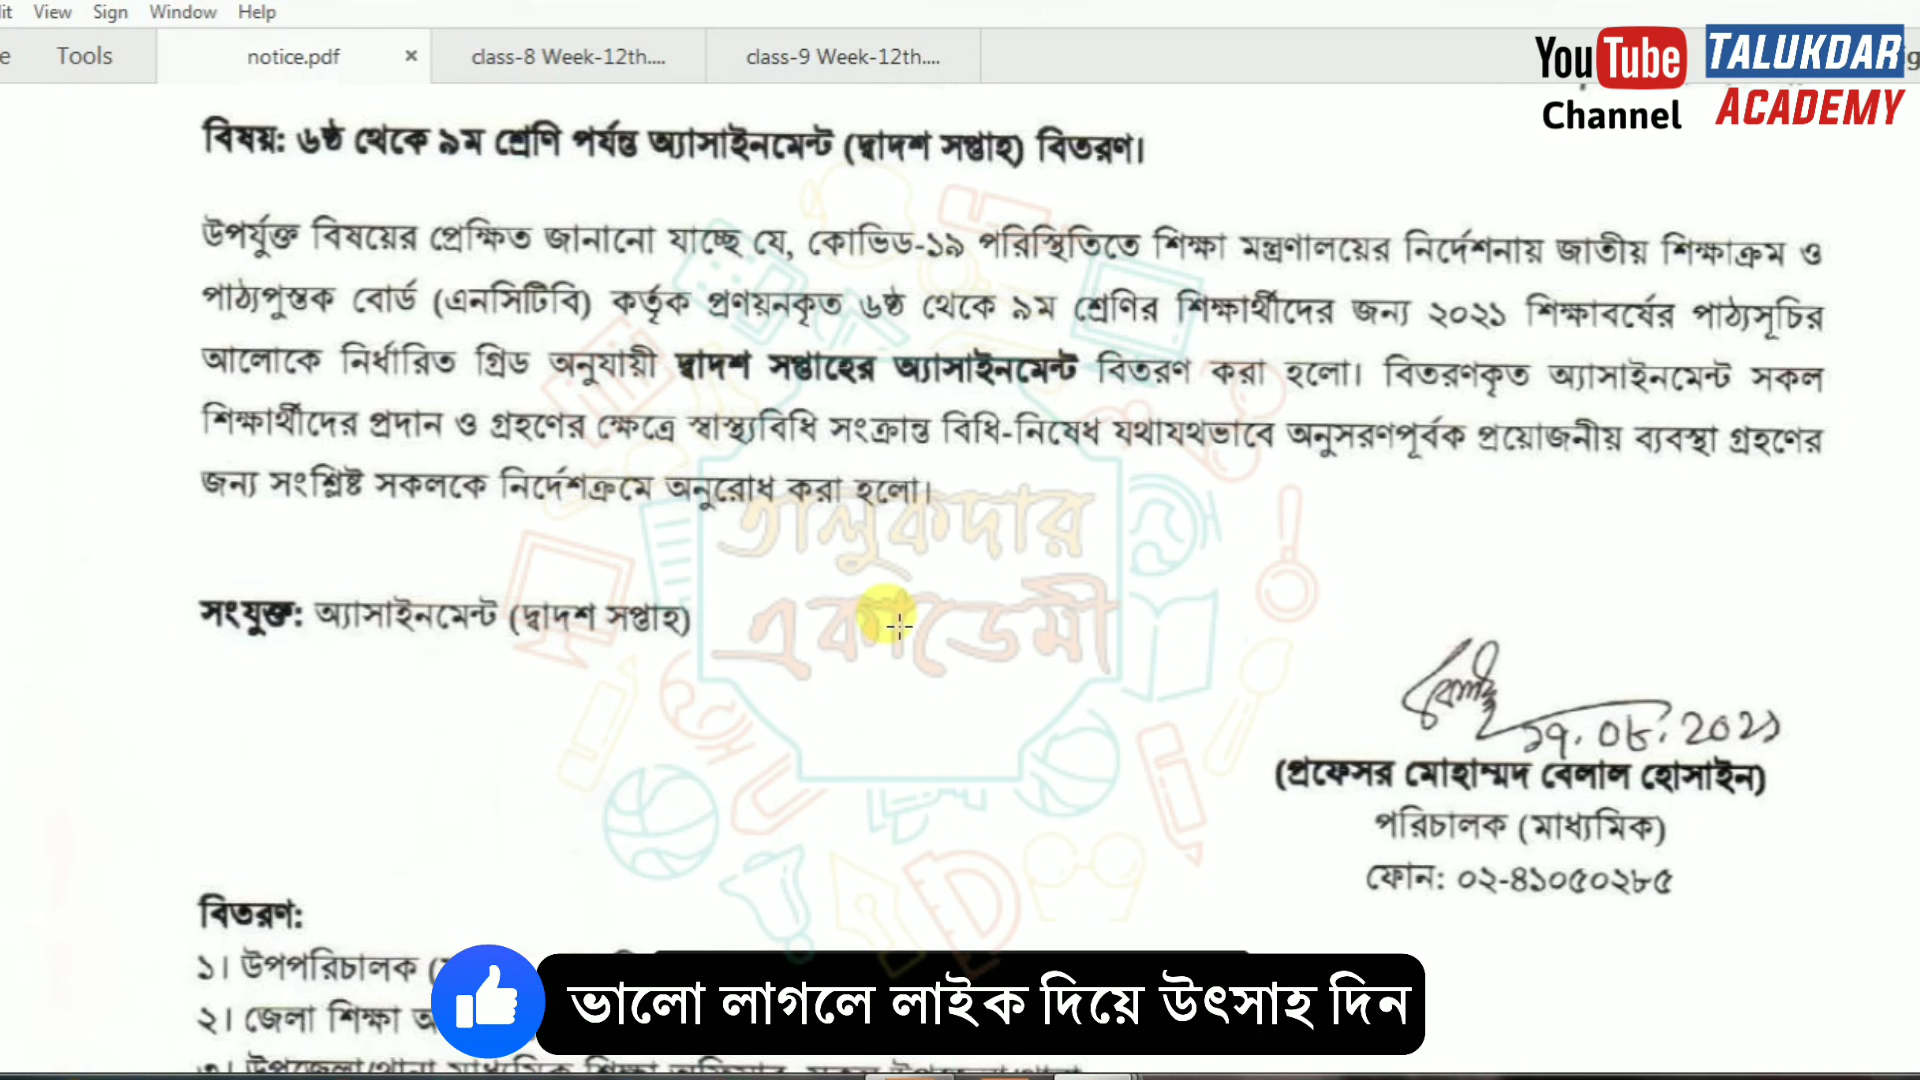 View Sign Window Help
Tools notice.pdf × class-8 Week-12th.... class-9 Week-12th....
YouTube TALUKDAR
Channel ACADEMY
বিষয়: ৬ষ্ঠ থেকে ৯ম শ্রেণি পর্যন্ত অ্যাসাইনমেন্ট (দ্বাদশ সপ্তাহ) বিতরণ।
উপর্যুক্ত বিষয়ের প্রেক্ষিত জানানো যাচ্ছে যে, কোভিড-১৯ পরিস্থিতিতে শিক্ষা মন্ত্রণালয়ের নির্দেশনায় জাতীয় শিক্ষাক্রম ও
পাঠ্যপুস্তক বোর্ড (এনসিটিবি) কর্তৃক প্রণয়নকৃত ৬ষ্ঠ থেকে ৯ম শ্রেণির শিক্ষার্থীদের জন্য ২০২১ শিক্ষাবর্ষের পাঠ্যসূচির
আলোকে নির্ধারিত গ্রিড অনুযায়ী দ্বাদশ সপ্তাহের অ্যাসাইনমেন্ট বিতরণ করা হলো। বিতরণকৃত অ্যাসাইনমেন্ট সকল
শিক্ষার্থীদের প্রদান ও গ্রহণের ক্ষেত্রে স্বাস্থ্যবিধি সংক্রান্ত বিধি-নিষেধ যথাযথভাবে অনুসরণপূর্বক প্রয়োজনীয় ব্যবস্থা গ্রহণের
জন্য সংশ্লিষ্ট সকলকে নির্দেশক্রমে অনুরোধ করা হলো।
তালুকদার
একাডেমী
সংযুক্ত: অ্যাসাইনমেন্ট (দ্বাদশ সপ্তাহ)
১৭.০৮.২০২১
(প্রফেসর মোহাম্মদ বেলাল হোসাইন)
পরিচালক (মাধ্যমিক)
ফোন: ০২-৪১০৫০২৮৫
বিতরণ:
১। উপপরিচালক
২। জেলা শিক্ষা
ভালো লাগলে লাইক দিয়ে উৎসাহ দিন